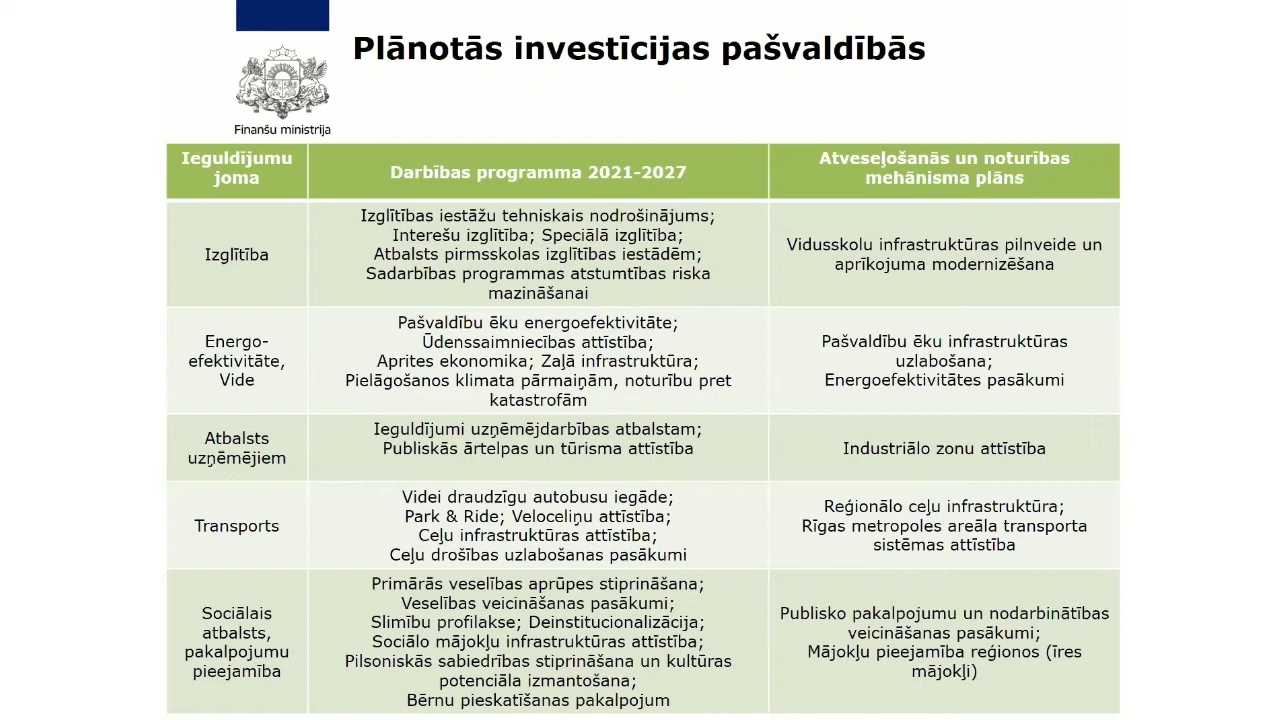 Plānotās investīcijas pašvaldībās
Finanšu ministrija
Ieguldījumu
joma
Darbības programma 2021-2027
Atveseļošanās un noturības
mehānisma plāns
Izglītība
Izglītības iestāžu tehniskais nodrošinājums;
Interešu izglītība; Speciālā izglītība;
Atbalsts pirmsskolas izglītības iestādēm;
Sadarbības programmas atstumtības riska
mazināšanai
Vidusskolu infrastruktūras pilnveide un
aprīkojuma modernizēšana
Energo-
efektivitāte,
Vide
Pašvaldību ēku energoefektivitāte;
Ūdenssaimniecības attīstība;
Aprites ekonomika; Zaļā infrastruktūra;
Pielāgošanos klimata pārmaiņām, noturību pret
katastrofām
Pašvaldību ēku infrastruktūras
uzlabošana;
Energoefektivitātes pasākumi
Atbalsts
uzņēmējiem
Ieguldījumi uzņēmējdarbības atbalstam;
Publiskās ārtelpas un tūrisma attīstība
Industriālo zonu attīstība
Transports
Videi draudzīgu autobusu iegāde;
Park & Ride; Veloceliņu attīstība;
Ceļu infrastruktūras attīstība;
Ceļu drošības uzlabošanas pasākumi
Reģionālo ceļu infrastruktūra;
Rīgas metropoles areāla transporta
sistēmas attīstība
Sociālais
atbalsts,
pakalpojumu
pieejamība
Primārās veselības aprūpes stiprināšana;
Veselības veicināšanas pasākumi;
Slimību profilakse; Deinstitucionalizācija;
Sociālo mājokļu infrastruktūras attīstība;
Pilsoniskās sabiedrības stiprināšana un kultūras
potenciāla izmantošana;
Bērnu pieskatīšanas pakalpojum
Publisko pakalpojumu un nodarbinātības
veicināšanas pasākumi;
Mājokļu pieejamība reģionos (īres
mājokļi)